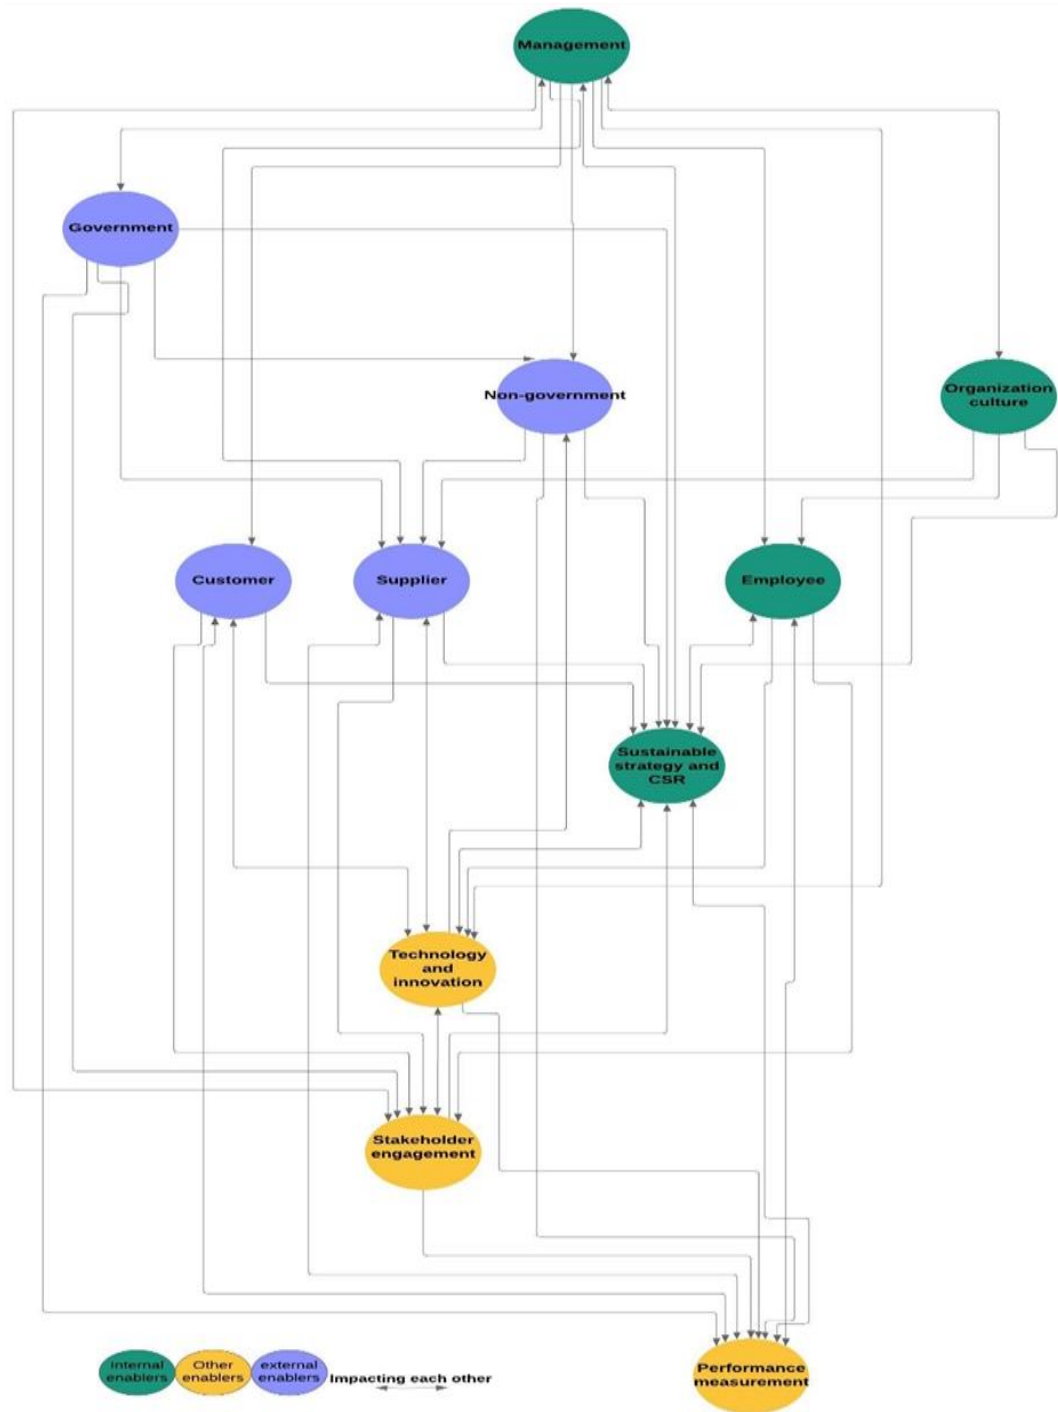 Management
Government
Non-government
Organization
culture
Customer
Supplier
Employee
Sustainable
strategy and
CSR
Technology
and
innovation
Stakeholder
engagement
Performance
measurement
Internal
enablers
Other
enablers
external
enablers
Impacting each other